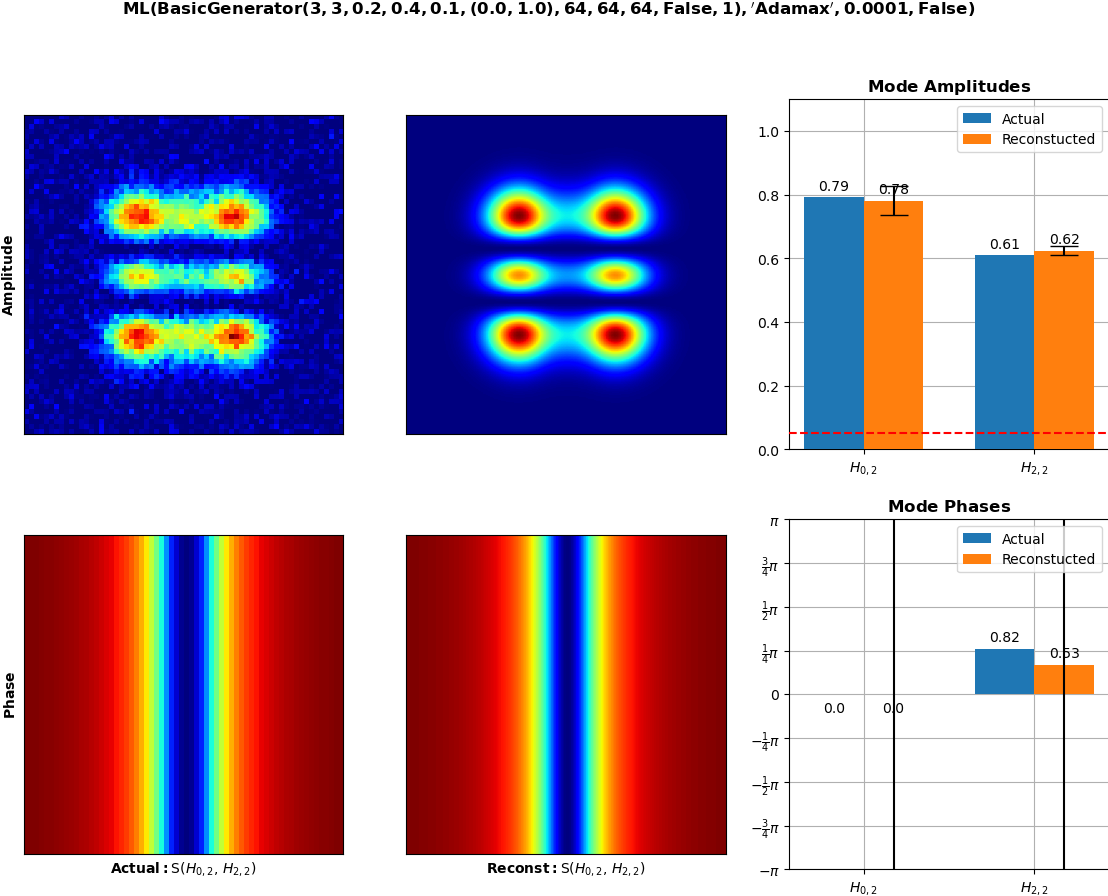 ML(BasicGenerator(3, 3, 0.2, 0.4, 0.1, (0.0, 1.0), 64, 64, 64, False, 1), ′Adamax′, 0.0001, False)
Amplitude
Mode Amplitudes
Actual
Reconstucted
1.0
0.8
0.6
0.4
0.2
0.0
0.79
0.78
0.61
0.62
H0, 2
H2, 2
Phase
Actual: S(H0, 2, H2, 2)
Reconst: S(H0, 2, H2, 2)
Mode Phases
Actual
Reconstucted
π
3/4π
1/2π
1/4π
0
−1/4π
−1/2π
−3/4π
−π
0.0
0.0
0.82
0.53
H0, 2
H2, 2